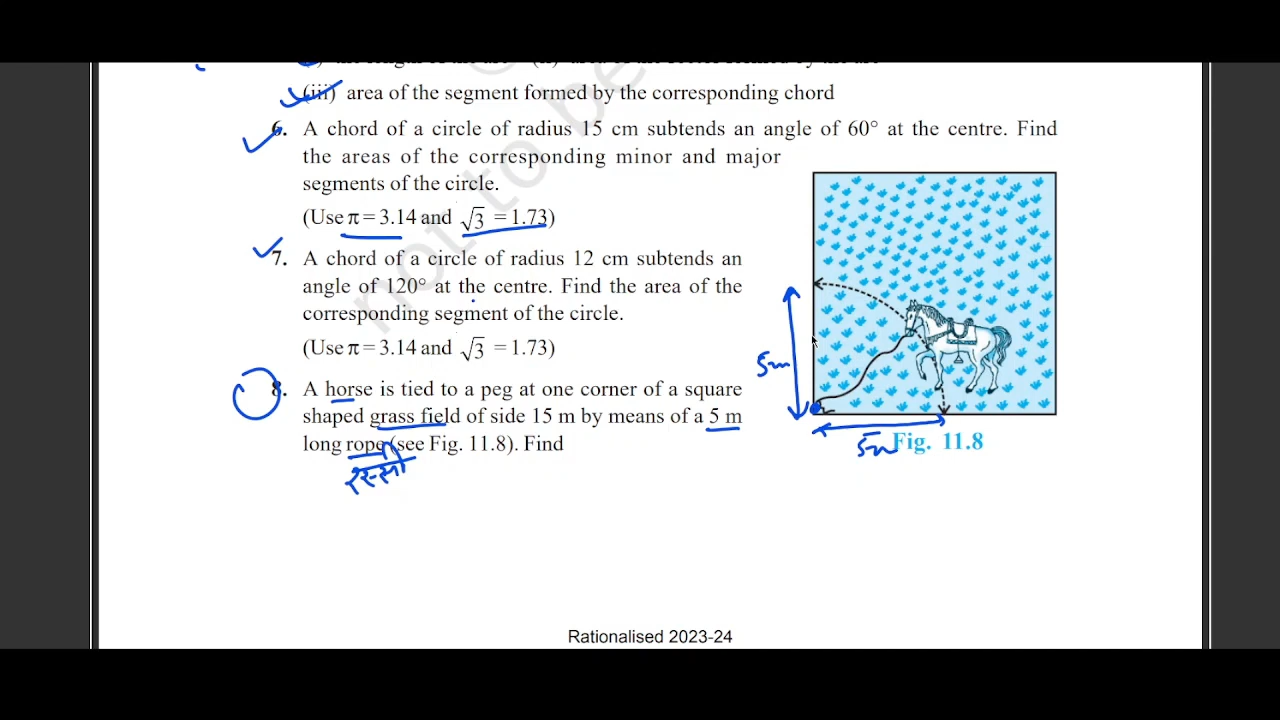 (iii) area of the segment formed by the corresponding chord
6. A chord of a circle of radius 15 cm subtends an angle of 60° at the centre. Find
the areas of the corresponding minor and major
segments of the circle.
(Use π = 3.14 and √3 = 1.73)
7. A chord of a circle of radius 12 cm subtends an
angle of 120° at the centre. Find the area of the
corresponding segment of the circle.
(Use π = 3.14 and √3 = 1.73)
8. A horse is tied to a peg at one corner of a square
shaped grass field of side 15 m by means of a 5 m
long rope (see Fig. 11.8). Find
रस्सी
5m
5m
Fig. 11.8
not to be
Rationalised 2023-24